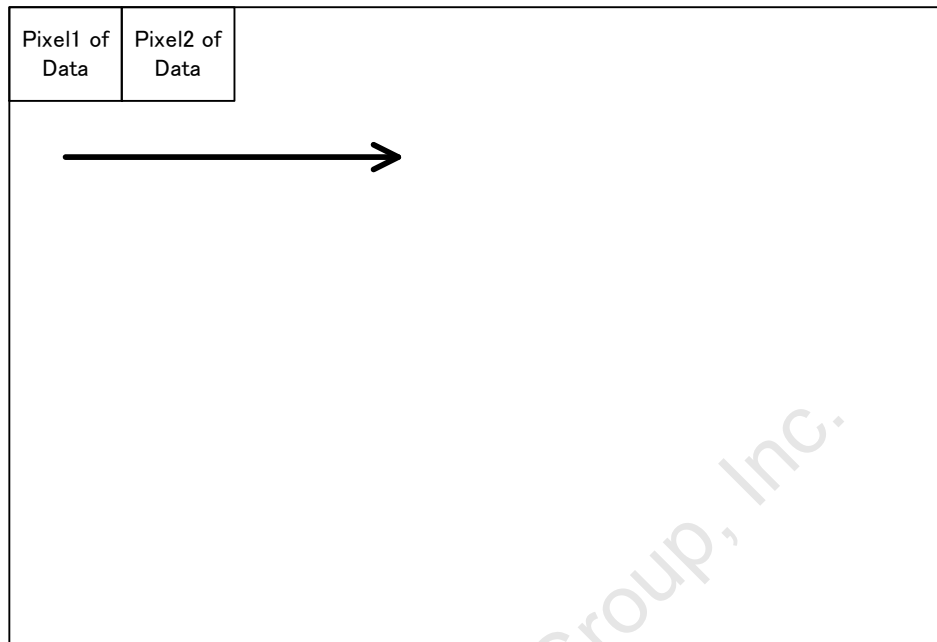 Pixel1 of
Data
Pixel2 of
Data
Group, Inc.